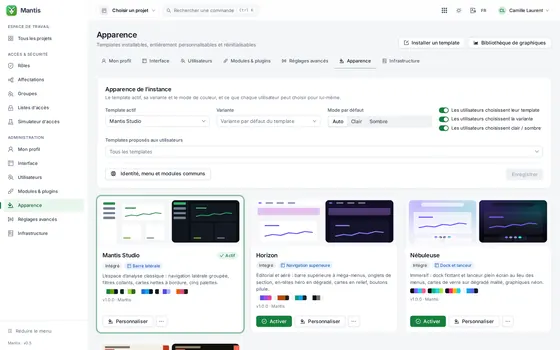 Mantis
Choisir un projet
Rechercher une commande
Ctrl K
FR
CL
Camille Laurent
ESPACE DE TRAVAIL
Tous les projets
ACCÈS & SÉCURITÉ
Rôles
Affectations
Groupes
Listes d'accès
Simulateur d'accès
ADMINISTRATION
Mon profil
Interface
Utilisateurs
Modules & plugins
Apparence
Réglages avancés
Infrastructure
Réduire le menu
Mantis · v0.5
Apparence
Templates installés, entièrement personnalisables et réinitialisables
Installer un template
Bibliothèque de graphiques
Mon profil
Interface
Utilisateurs
Modules & plugins
Réglages avancés
Apparence
Infrastructure
Apparence de l'instance
Le template actif, sa variante et le mode de couleur, et ce que chaque utilisateur peut choisir pour lui-même.
Template actif
Mantis Studio
Variante
Variante par défaut du template
Mode par défaut
Auto
Clair
Sombre
Les utilisateurs choisissent leur template
Les utilisateurs choisissent la variante
Les utilisateurs choisissent clair / sombre
Templates proposés aux utilisateurs
Tous les templates
Identité, menu et modules communs
Enregistrer
Mantis Studio
Actif
Intégré
Barre latérale
L'espace d'analyse classique : navigation latérale groupée, filtres collants, cartes nettes à bordure, cinq palettes.
v1.0.0 · Mantis
Personnaliser
Horizon
Intégré
Navigation supérieure
Éditorial et aéré : barre supérieure à méga-menus, onglets de section, en-têtes héro en dégradé, cartes en relief, boutons pilule.
v1.0.0 · Mantis
Activer
Personnaliser
Nébuleuse
Intégré
Dock et lanceur
Immersif : dock flottant et lanceur plein écran au lieu des menus, cartes de verre sur dégradé maillé, graphiques néon.
v1.0.0 · Mantis
Activer
Personnaliser